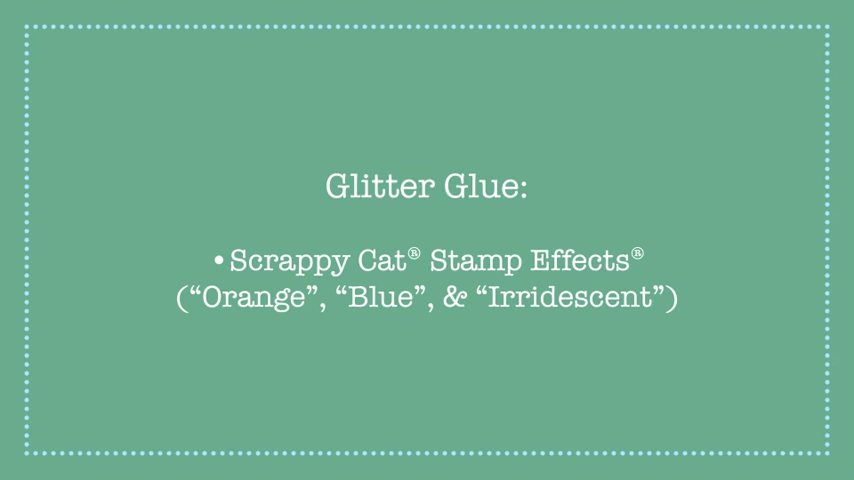 Glitter Glue:
•Scrappy Cat® Stamp Effects®
(“Orange”, “Blue”, & “Irridescent”)